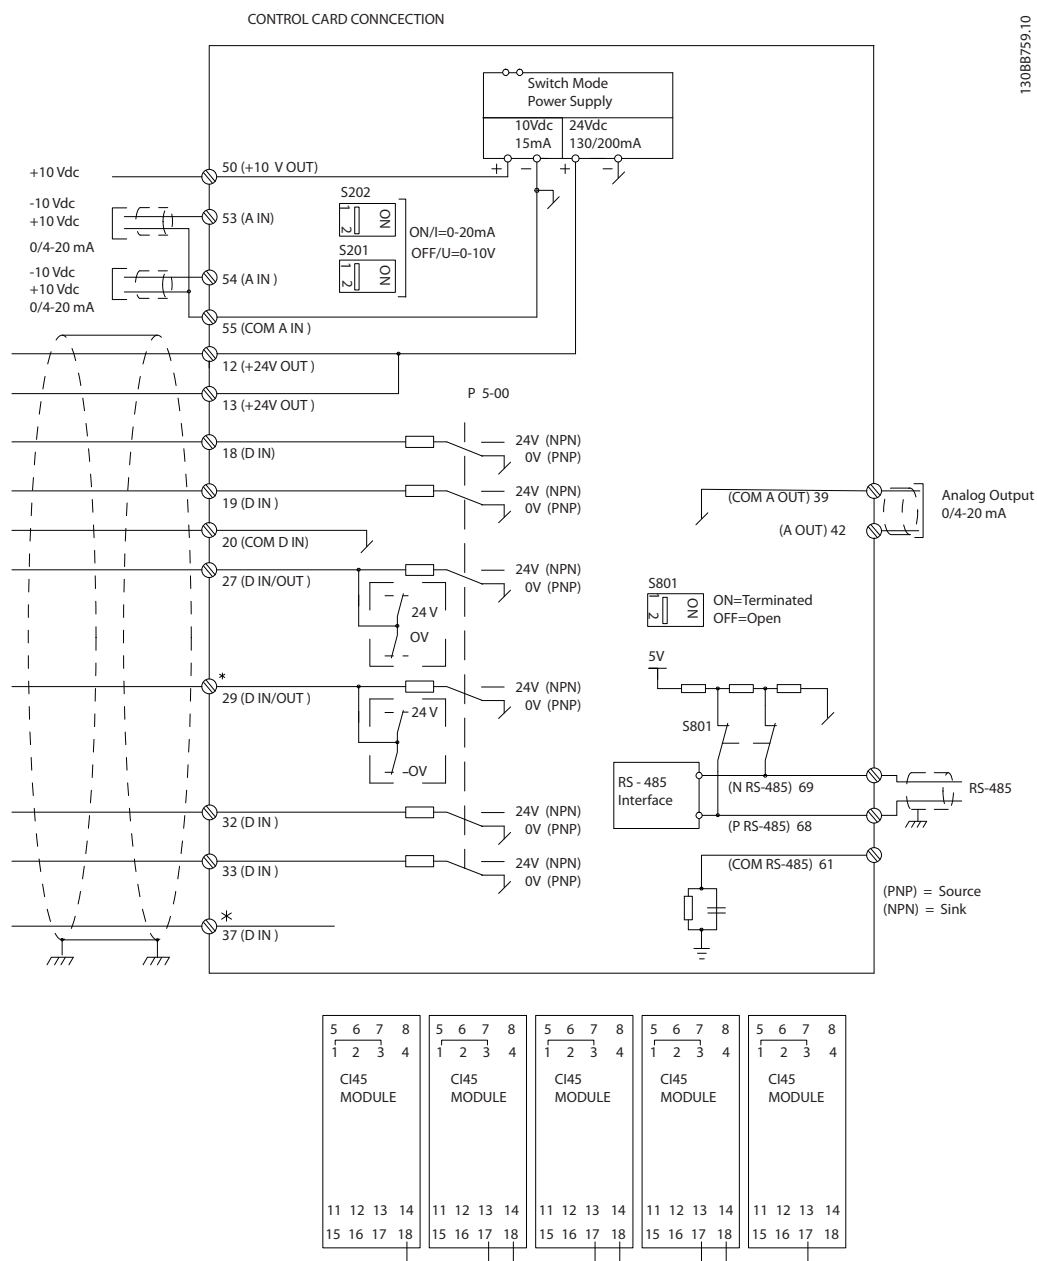 CONTROL CARD CONNCECTION
130BB759.10
Switch Mode
Power Supply
10Vdc
15mA
24Vdc
130/200mA
+ − + −
+10 Vdc
50 (+10 V OUT)
-10 Vdc
+10 Vdc
0/4-20 mA
53 (A IN)
S202
1 2
ON
ON/I=0-20mA
OFF/U=0-10V
S201
1 2
ON
-10 Vdc
+10 Vdc
0/4-20 mA
54 (A IN )
55 (COM A IN )
12 (+24V OUT )
13 (+24V OUT )
P 5-00
18 (D IN)
24V (NPN)
0V (PNP)
19 (D IN )
24V (NPN)
0V (PNP)
(COM A OUT) 39
Analog Output
0/4-20 mA
(A OUT) 42
20 (COM D IN)
27 (D IN/OUT )
24V (NPN)
0V (PNP)
24 V
OV
S801
1 2
ON
ON=Terminated
OFF=Open
5V
*
29 (D IN/OUT )
24V (NPN)
0V (PNP)
24 V
OV
S801
RS - 485
Interface
(N RS-485) 69
RS-485
(P RS-485) 68
32 (D IN )
24V (NPN)
0V (PNP)
33 (D IN )
24V (NPN)
0V (PNP)
(COM RS-485) 61
(PNP) = Source
(NPN) = Sink
*
37 (D IN )
5 6 7 8
1 2 3 4
CI45
MODULE
11 12 13 14
15 16 17 18
5 6 7 8
1 2 3 4
CI45
MODULE
11 12 13 14
15 16 17 18
5 6 7 8
1 2 3 4
CI45
MODULE
11 12 13 14
15 16 17 18
5 6 7 8
1 2 3 4
CI45
MODULE
11 12 13 14
15 16 17 18
5 6 7 8
1 2 3 4
CI45
MODULE
11 12 13 14
15 16 17 18